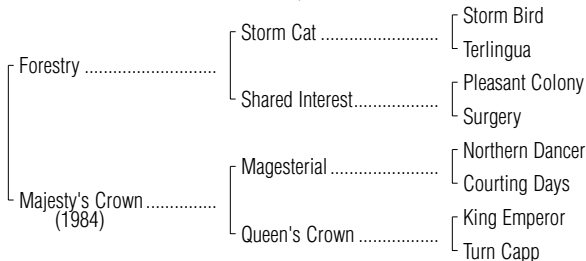 Storm Bird
Storm Cat ......................
Terlingua
Forestry .........................
Pleasant Colony
Shared Interest................
Surgery
Northern Dancer
Magesterial ....................
Courting Days
Majesty's Crown .............
(1984)
King Emperor
Queen's Crown ...............
Turn Capp